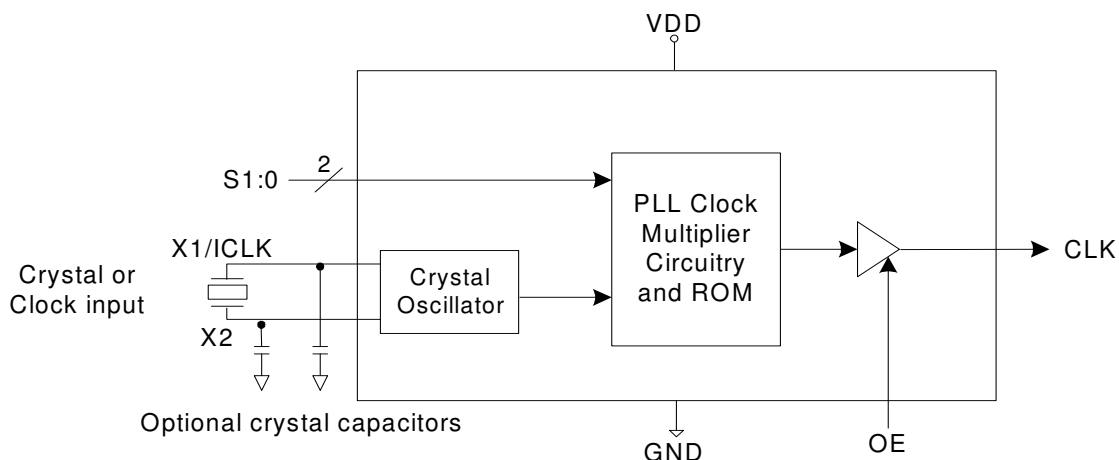 VDD
2
S1:0
PLL Clock
Multiplier
Circuitry
and ROM
X1/ICLK
Crystal or
Clock input
Crystal
Oscillator
CLK
X2
Optional crystal capacitors
GND
OE